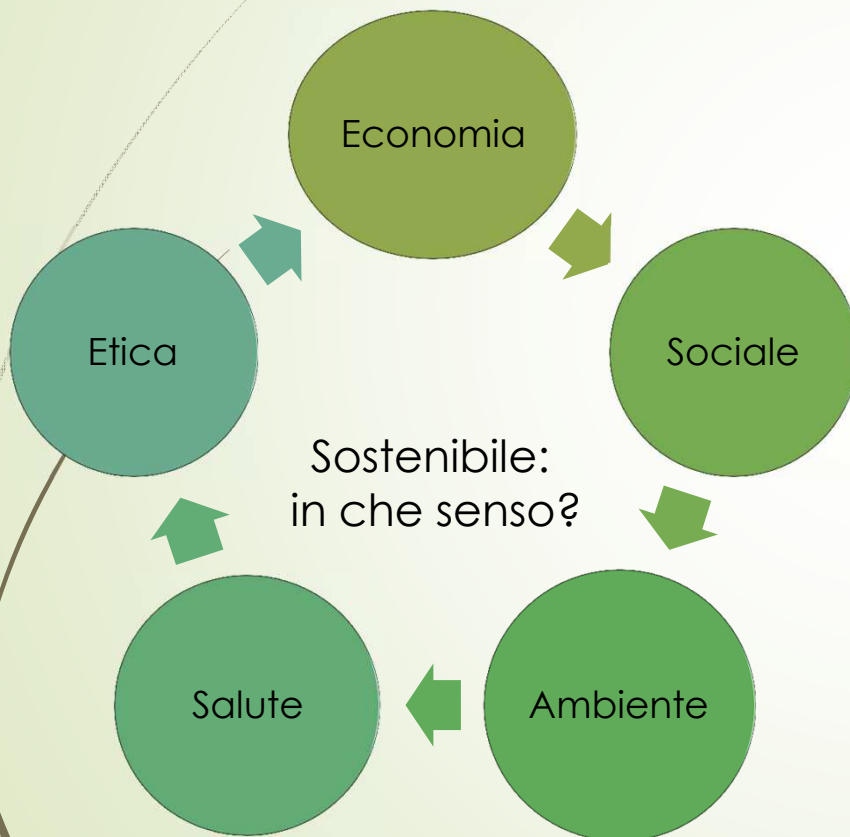 Economia
Sociale
Ambiente
Salute
Etica
Sostenibile:
in che senso?